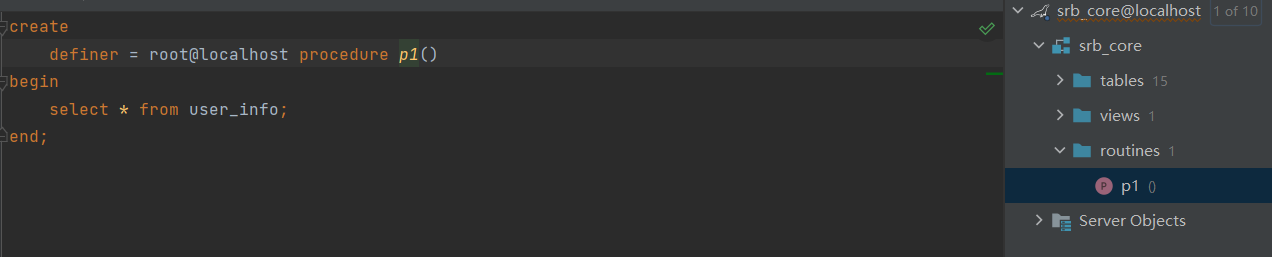 create
    definer = root@localhost procedure p1()
begin
    select * from user_info;
end;
srb_core@localhost 1 of 10
srb_core
tables 15
views 1
routines 1
P p1 ()
Server Objects